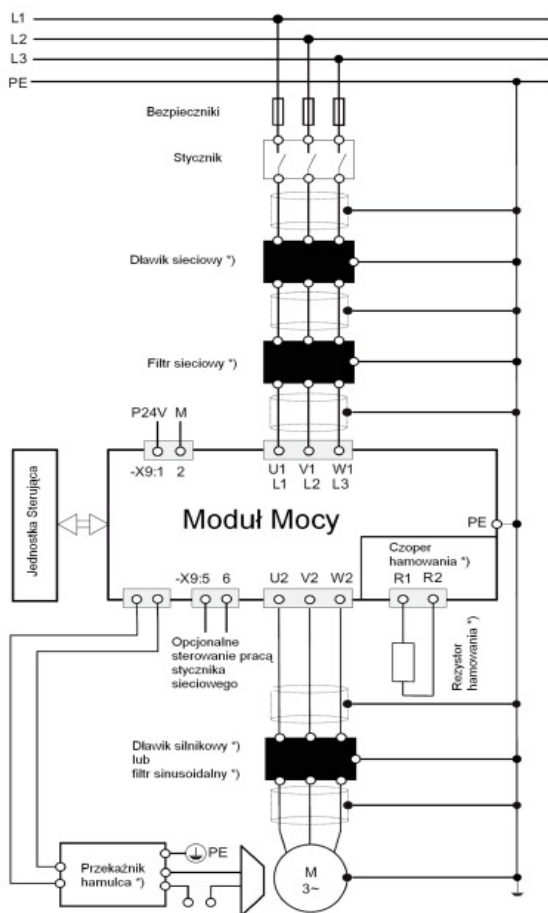 L1
L2
L3
PE
Bezpieczniki
Stycznik
Dławik sieciowy *)
Filtr sieciowy *)
P24V M
-X9:1 2
U1 V1 W1
L1 L2 L3
Jednostka Sterująca
Moduł Mocy
PE
Czoper
hamowania *)
R1 R2
-X9:5 6
U2 V2 W2
Opcjonalne
sterowanie pracą
stycznika
sieciowego
Rezystor
hamowania *)
Dławik silnikowy *)
lub
filtr sinusoidalny *)
Przekaźnik
hamulca *)
PE
M
3~